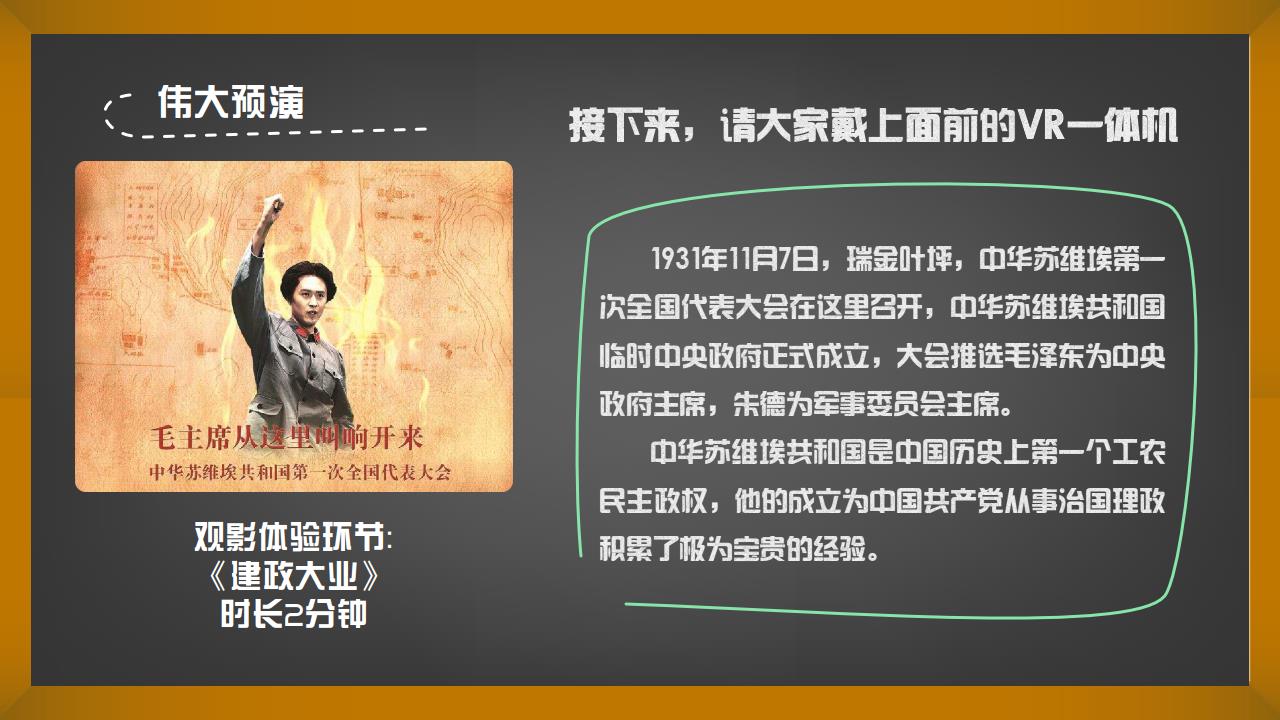 伟大预演
毛主席从这里叫响开来
中华苏维埃共和国第一次全国代表大会
观影体验环节:
《建政大业》
时长2分钟
接下来，请大家戴上面前的VR一体机
1931年11月7日，瑞金叶坪，中华苏维埃第一
次全国代表大会在这里召开，中华苏维埃共和国
临时中央政府正式成立，大会推选毛泽东为中央
政府主席，朱德为军事委员会主席。
中华苏维埃共和国是中国历史上第一个工农
民主政权，他的成立为中国共产党从事治国理政
积累了极为宝贵的经验。